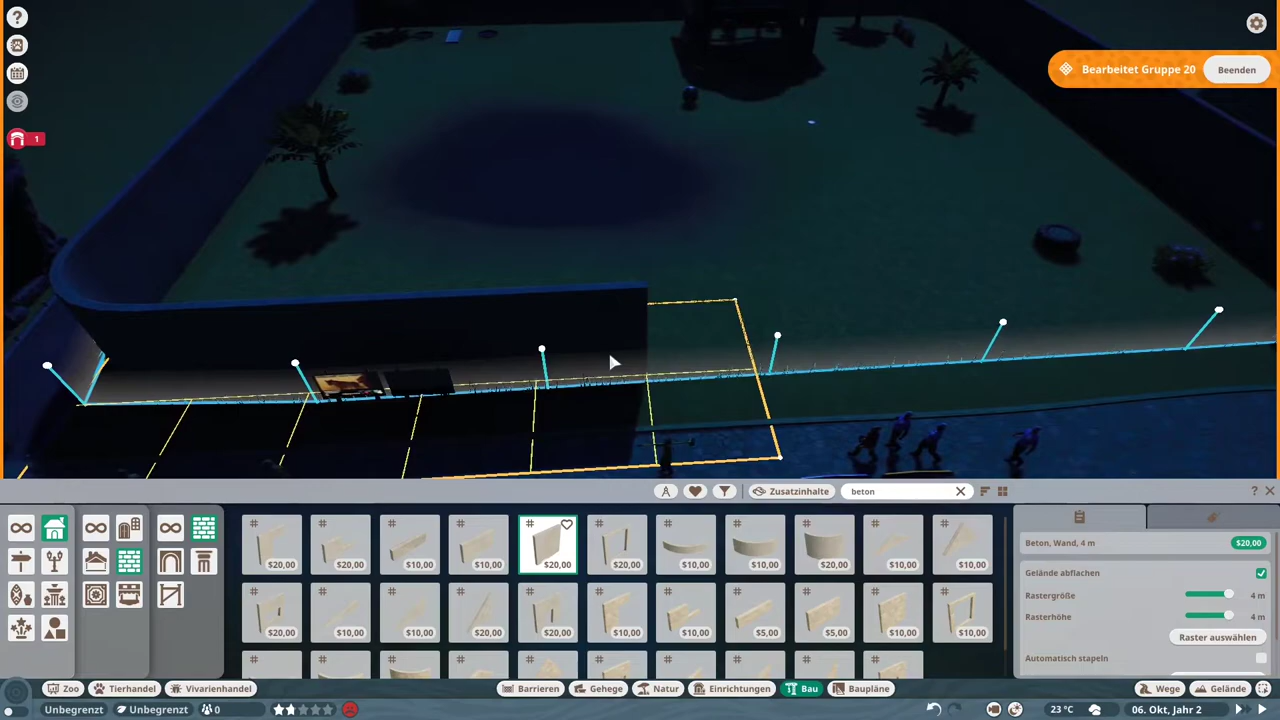 ?
Bearbeitet Gruppe 20
Beenden
1
Zusatzinhalte
beton
?
$20,00
$20,00
$10,00
$10,00
$20,00
$20,00
$10,00
$10,00
$20,00
$10,00
$10,00
$20,00
$10,00
$10,00
$20,00
$20,00
$10,00
$10,00
$5,00
$5,00
$10,00
$10,00
Beton, Wand, 4 m
$20,00
Gelände abflachen
Rastergröße
4 m
Rasterhöhe
4 m
Raster auswählen
Automatisch stapeln
Zoo
Tierhandel
Vivarienhandel
Barrieren
Gehege
Natur
Einrichtungen
Bau
Baupläne
Wege
Gelände
Unbegrenzt
Unbegrenzt
0
23 °C
06. Okt, Jahr 2